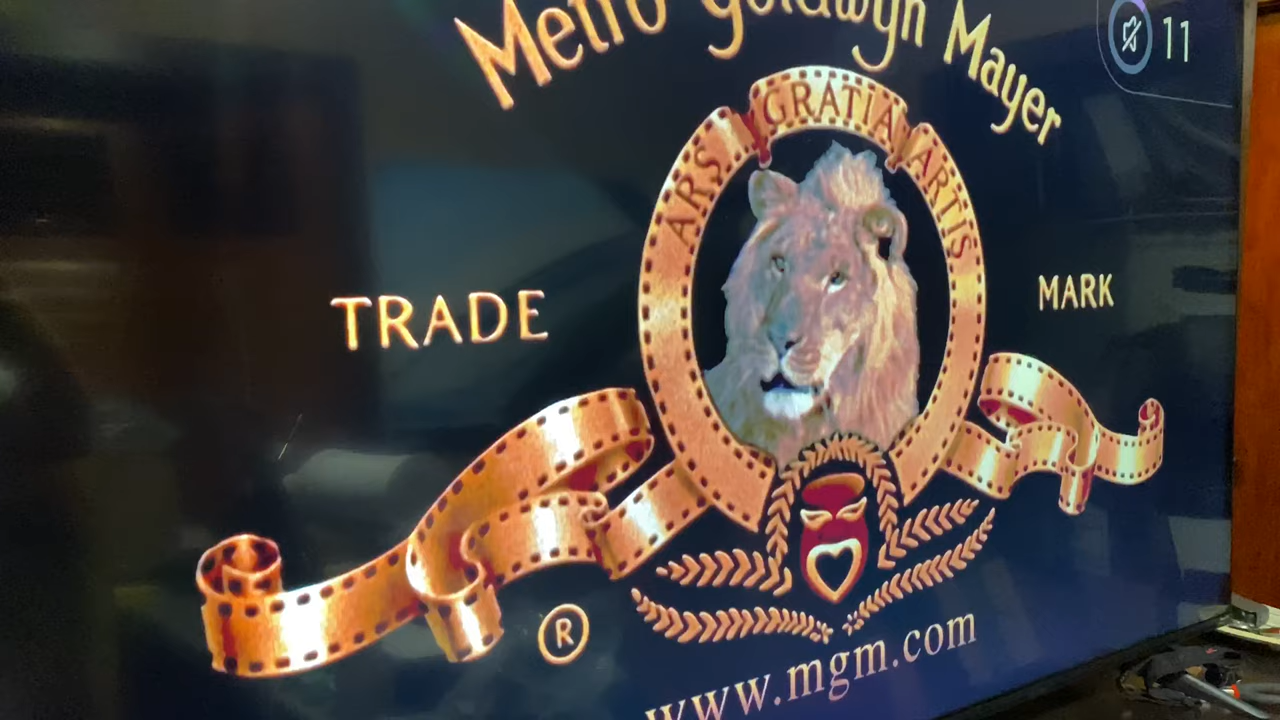 Metro Goldwyn Mayer
11
ARS GRATIA ARTIS
TRADE
MARK
®
www.mgm.com